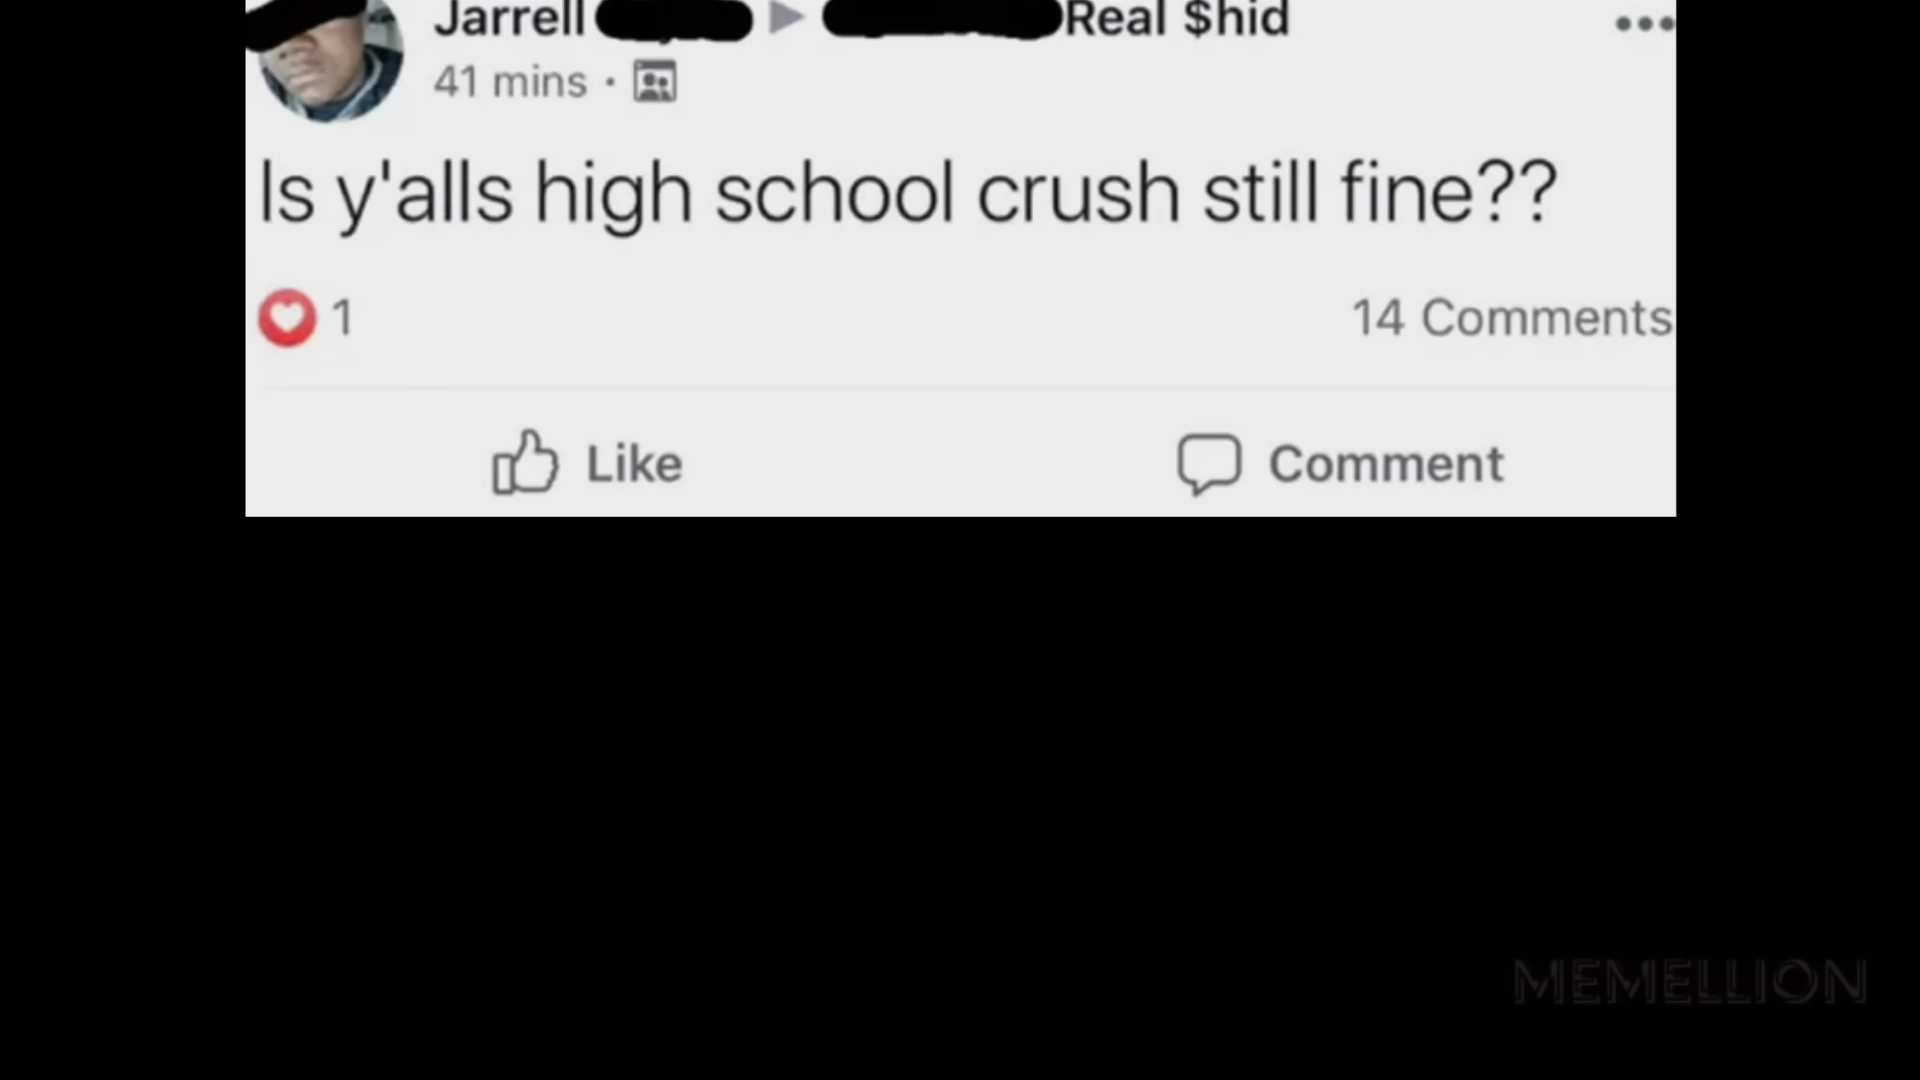 Jarrell Real $hid
41 mins ·
Is y'alls high school crush still fine??
1 14 Comments
Like Comment
MEMELLION